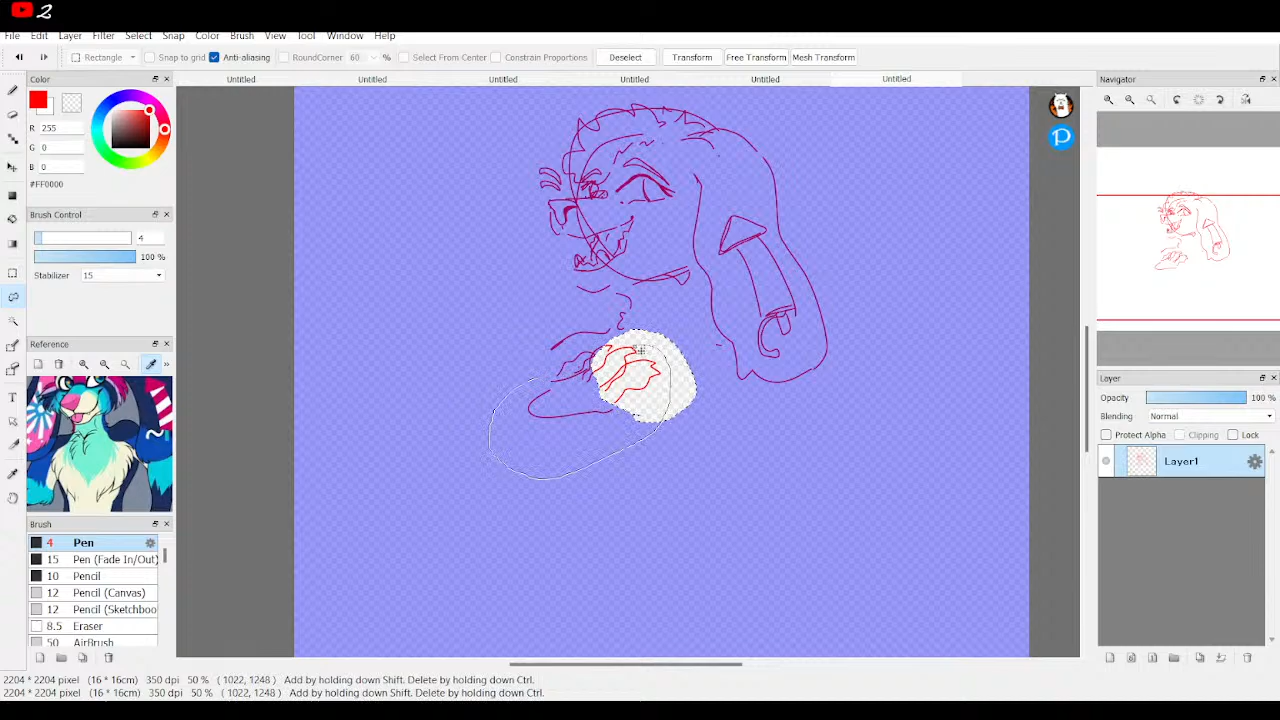 2
File Edit Layer Filter Select Snap Color Brush View Tool Window Help
Rectangle Snap to grid Anti-aliasing RoundCorner 60 % Select From Center Constrain Proportions Deselect Transform Free Transform Mesh Transform
Color Untitled Untitled Untitled Untitled Untitled Untitled Navigator
R 255
G 0
B 0
#FF0000
Brush Control
4
100 %
Stabilizer 15
Reference
Layer
Opacity 100 %
Blending Normal
Protect Alpha Clipping Lock
Layer1
Brush
4 Pen
15 Pen (Fade In/Out)
10 Pencil
12 Pencil (Canvas)
12 Pencil (Sketchboo
8.5 Eraser
50 AirBrush
2204 * 2204 pixel (16 * 16cm) 350 dpi 50 % (1022, 1248) Add by holding down Shift. Delete by holding down Ctrl.
2204 * 2204 pixel (16 * 16cm) 350 dpi 50 % (1022, 1248) Add by holding down Shift. Delete by holding down Ctrl.